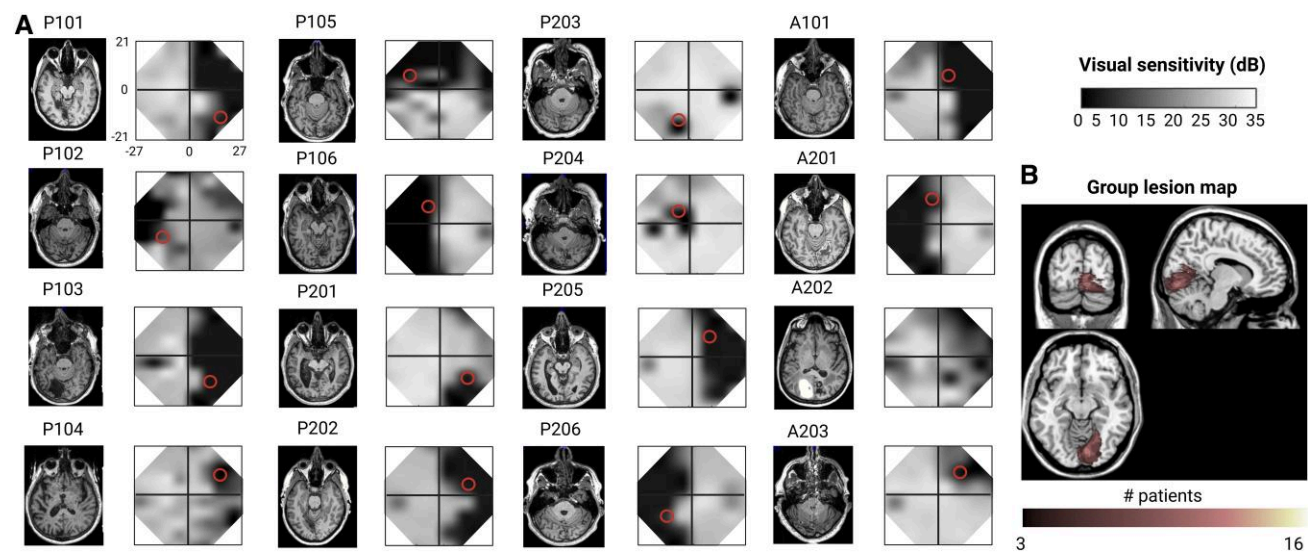 A
P101 P105 P203 A101
21
0
-21
-27 0 27
Visual sensitivity (dB)
0 5 10 15 20 25 30 35
P102 P106 P204 A201
B
Group lesion map
P103 P201 P205 A202
P104 P202 P206 A203
# patients
3 16